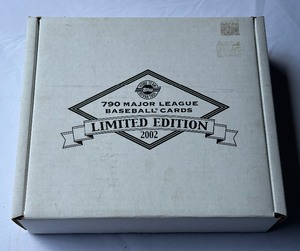 790 MAJOR LEAGUE
BASEBALL CARDS
LIMITED EDITION
2002